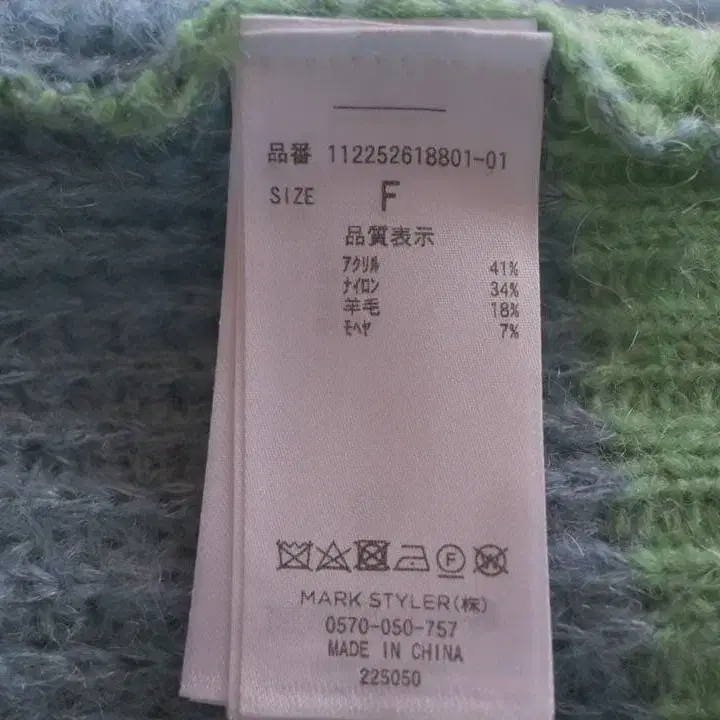 品番 112252618801-01
SIZE F
品質表示
アクリル 41%
ナイロン 34%
羊毛 18%
モヘヤ 7%
F W
MARK STYLER(株)
0570-050-757
MADE IN CHINA
225050